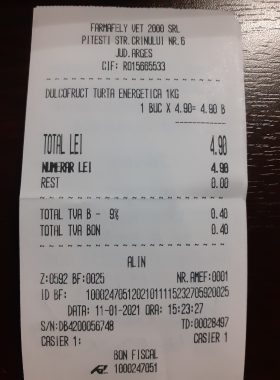 FARMAFELY VET 2000 SRL
PITESTI STR.CRINULUI NR.6
JUD.ARGES
CIF: RO15665533
DULCOFRUCT TURTA ENERGETICA 1KG
1 BUC X 4.90= 4.90 B
TOTAL LEI 4.90
NUMERAR LEI 4.90
REST 0.00
TOTAL TVA B - 9% 0.40
TOTAL TVA BON 0.40
ALIN
Z:0592 BF:0025 NR.AMEF:0001
ID BF: 1000247051202101111523270592 0025
DATA: 11-01-2021 ORA: 15:23:27
S/N:DB4200056748 TD:00028497
CASIER 1: CASIER 1
BON FISCAL
1000247051